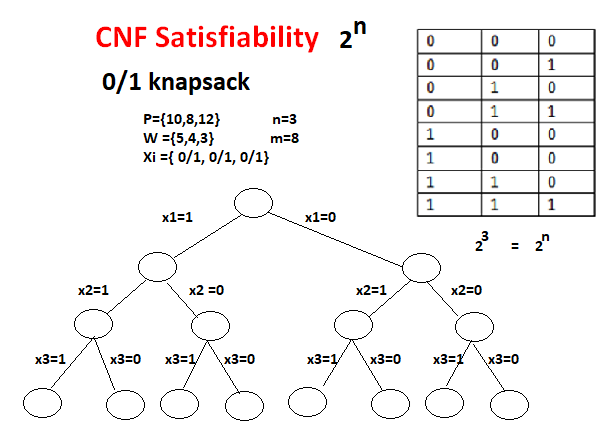 CNF Satisfiability 2^n
0/1 knapsack
P={10,8,12} n=3
W ={5,4,3} m=8
Xi ={ 0/1, 0/1, 0/1}
0 0 0
0 0 1
0 1 0
0 1 1
1 0 0
1 0 0
1 1 0
1 1 1
2^3 = 2^n
x1=1 x1=0
x2=1 x2 =0 x2=1 x2=0
x3=1 x3=0 x3=1 x3=0 x3=1 x3=0 x3=1 x3=0